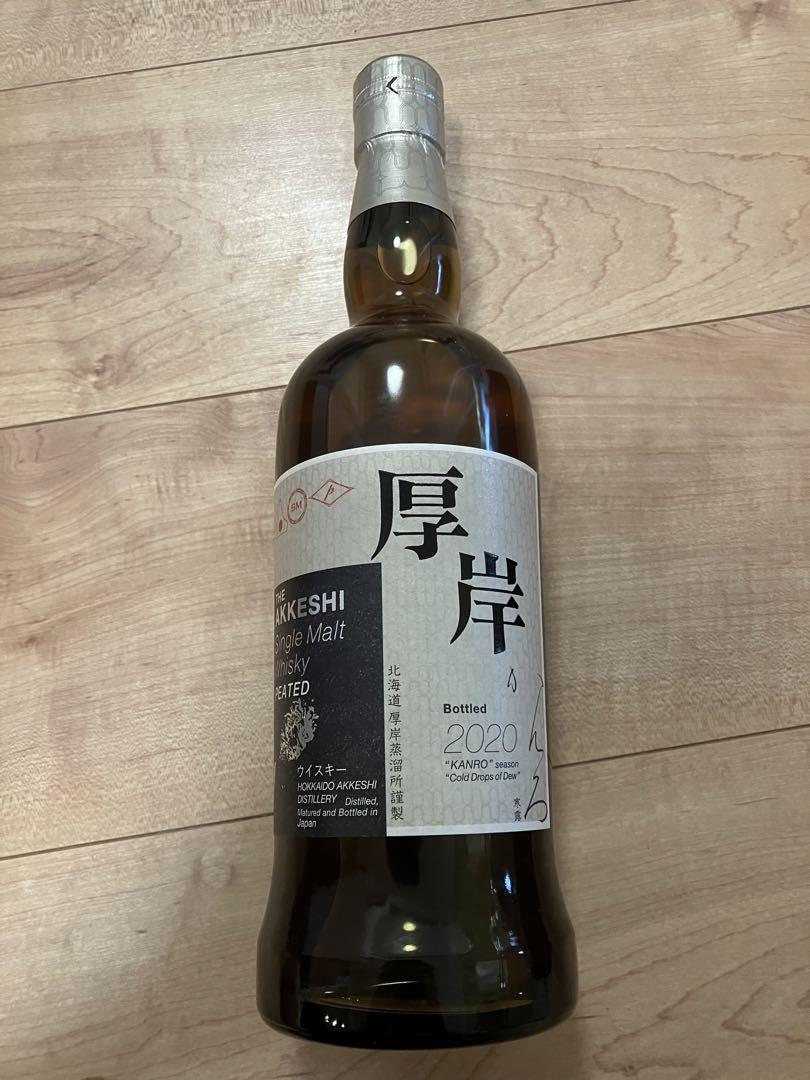 SM
厚岸
THE
AKKESHI
Single Malt
Whisky
PEATED
ウイスキー
HOKKAIDO AKKESHI
DISTILLERY Distilled,
Matured and Bottled in
Japan
北海道 厚岸蒸溜所謹製
Bottled
2020
"KANRO" season
"Cold Drops of Dew"
かんろ
寒露